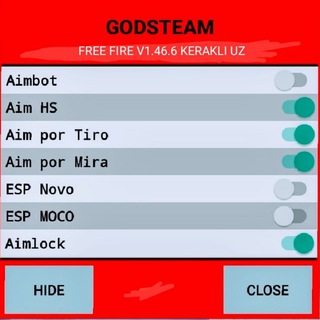 GODSTEAM
FREE FIRE V1.46.6 KERAKLI UZ
Aimbot
Aim HS
Aim por Tiro
Aim por Mira
ESP Novo
ESP MOCO
Aimlock
HIDE
CLOSE